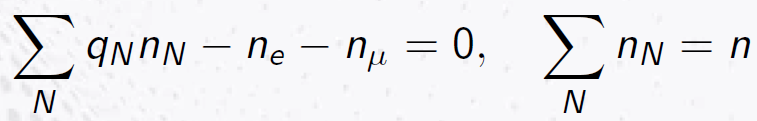 ∑_N q_N n_N − n_e − n_μ = 0, ∑_N n_N = n